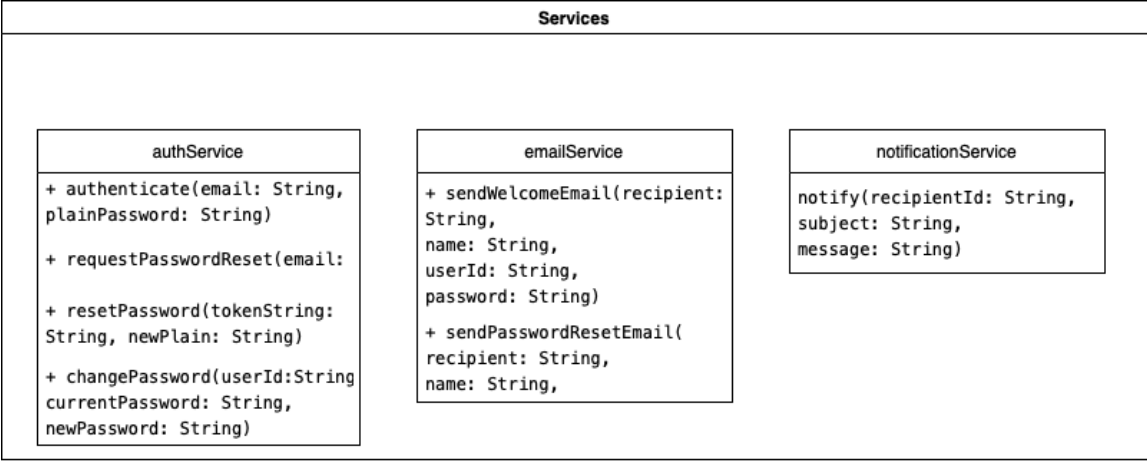 Services
authService
+ authenticate(email: String,
plainPassword: String)
+ requestPasswordReset(email:
+ resetPassword(tokenString:
String, newPlain: String)
+ changePassword(userId:String
currentPassword: String,
newPassword: String)
emailService
+ sendWelcomeEmail(recipient:
String,
name: String,
userId: String,
password: String)
+ sendPasswordResetEmail(
recipient: String,
name: String,
notificationService
notify(recipientId: String,
subject: String,
message: String)